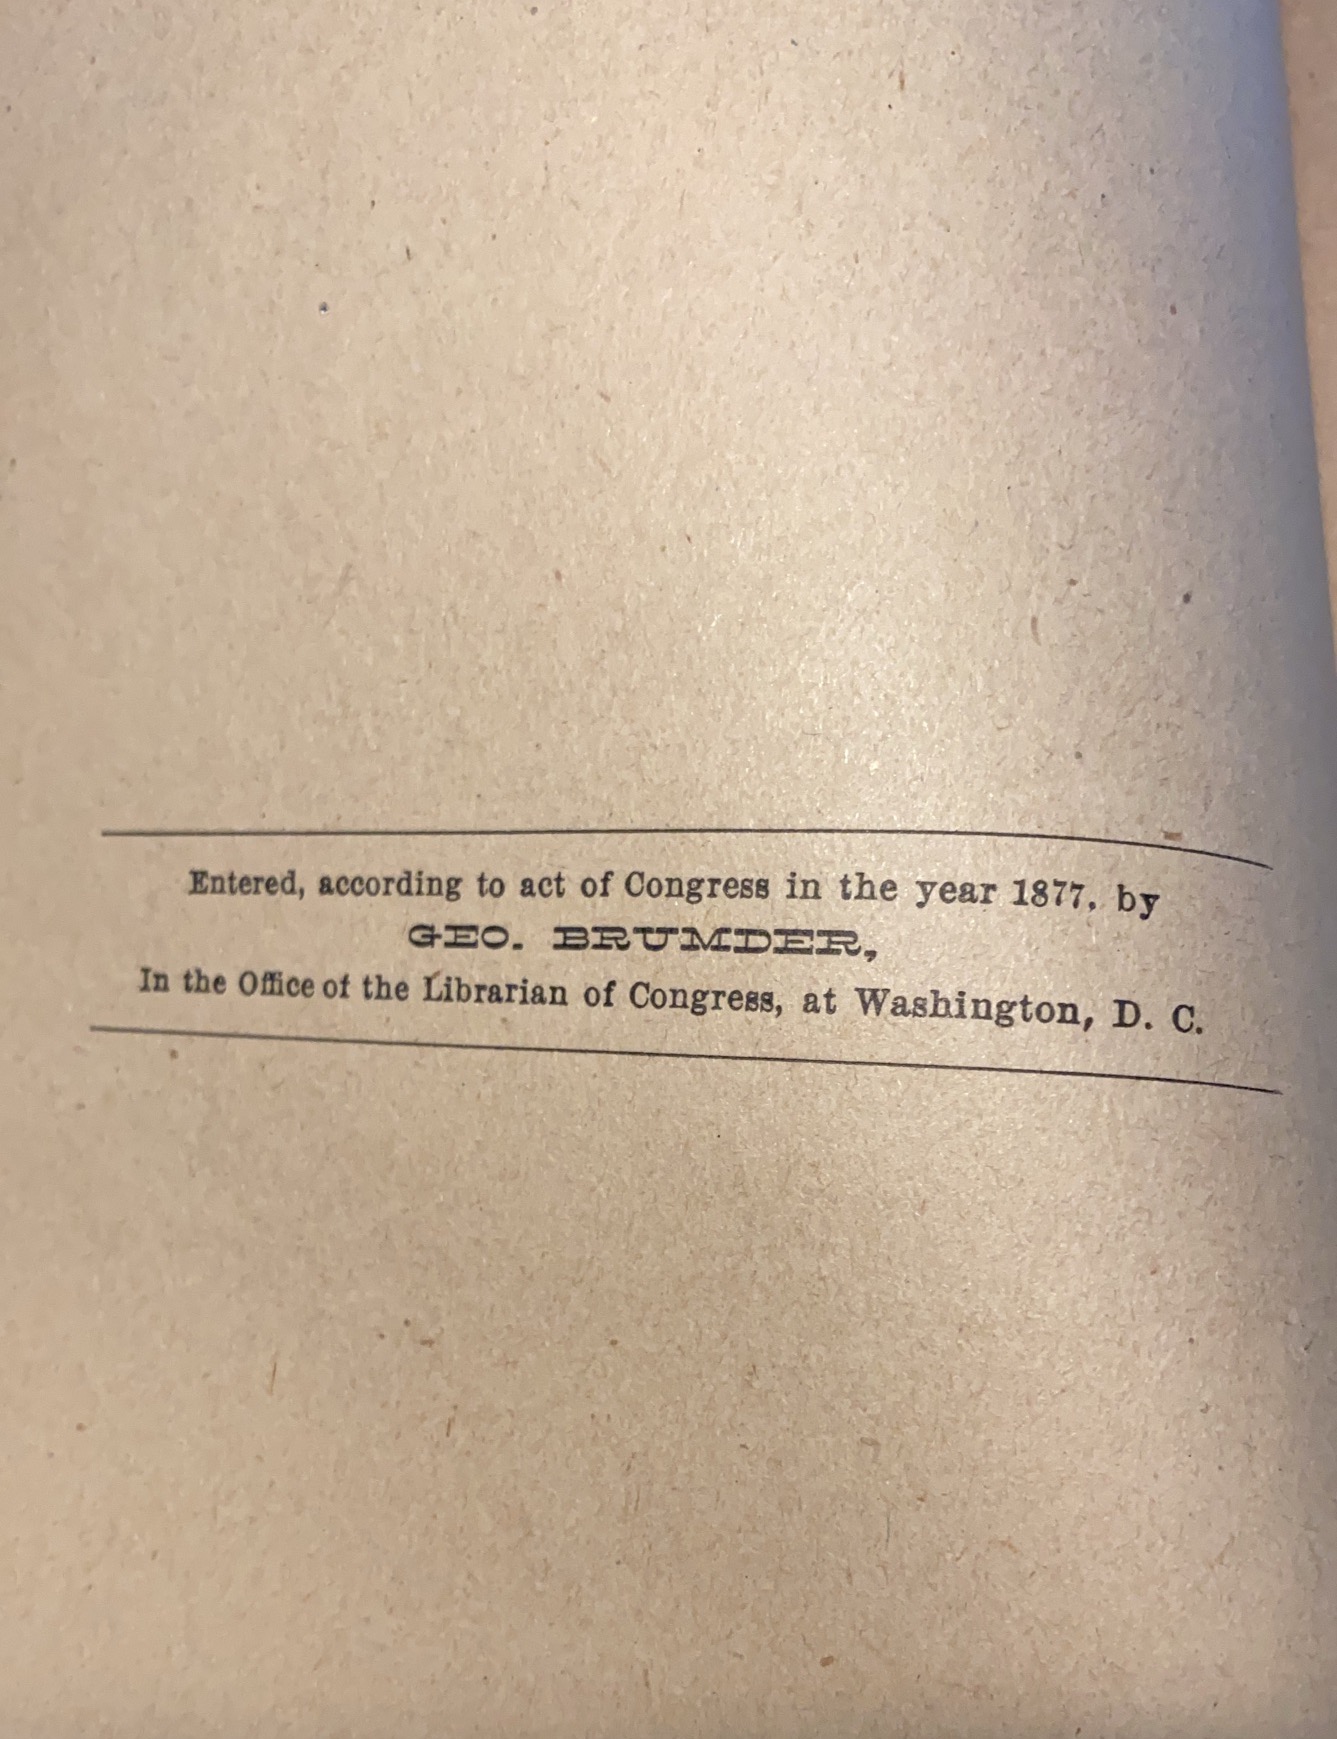 Entered, according to act of Congress in the year 1877, by
GEO. BRUMDER,
In the Office of the Librarian of Congress, at Washington, D. C.